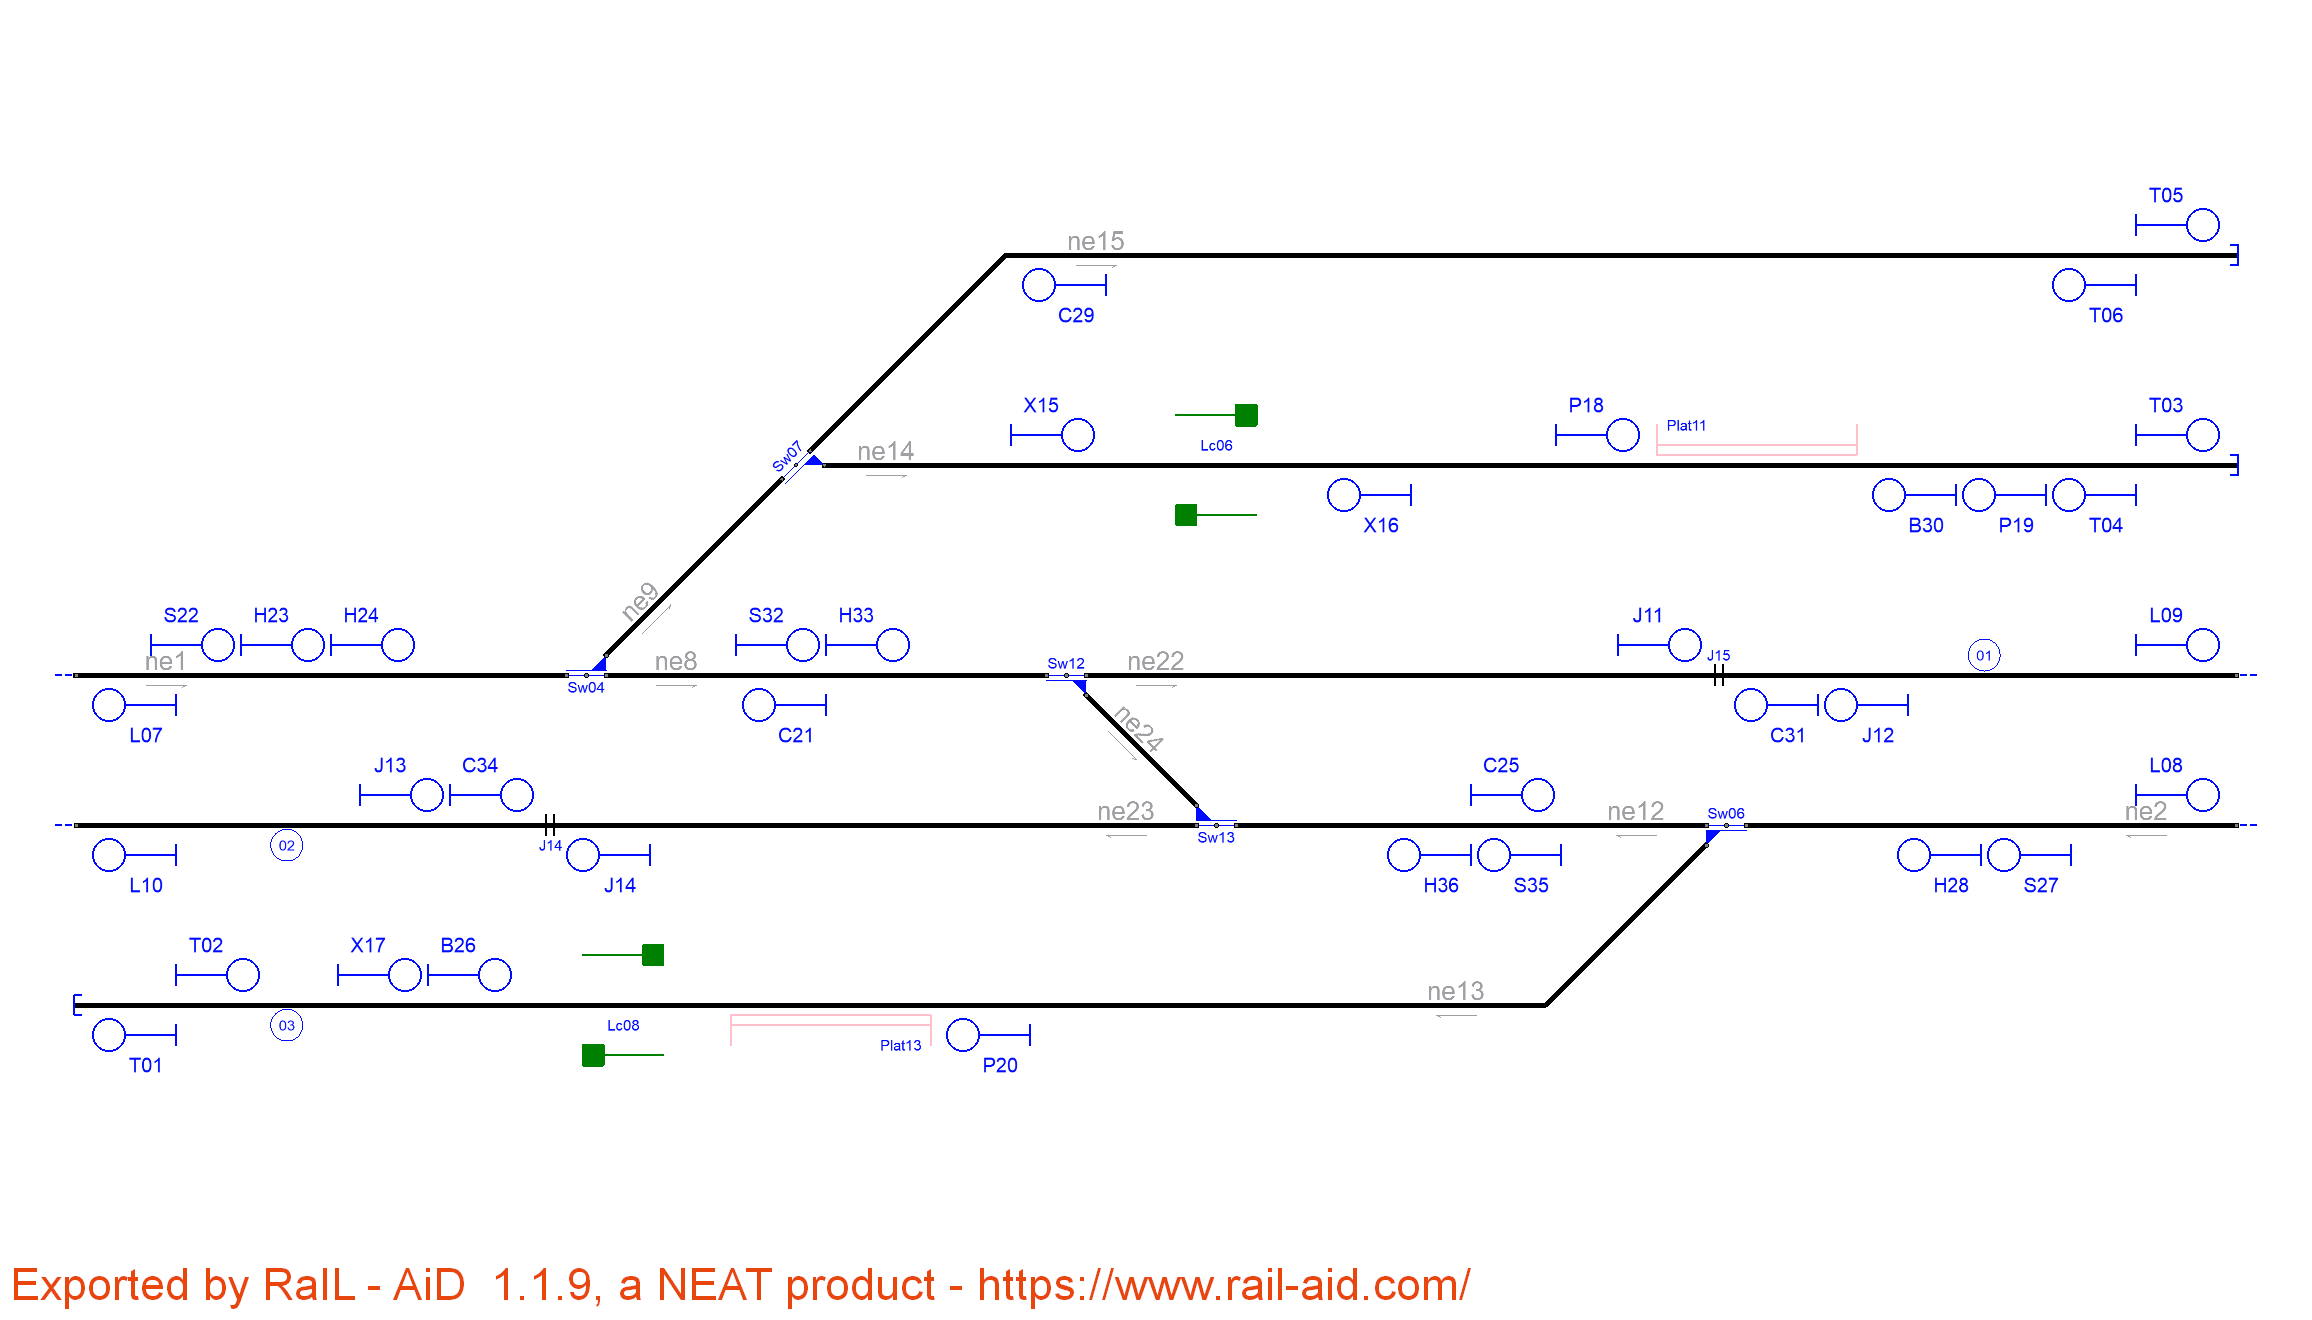 T05
ne15
C29
T06
X15
P18
Plat11
T03
Lc06
Sw07
ne14
X16
B30
P19
T04
ne9
S22
H23
H24
S32
H33
J11
L09
ne1
ne8
Sw12
ne22
J15
01
Sw04
L07
C21
C31
J12
ne24
J13
C34
C25
L08
ne23
ne12
Sw06
ne2
02
J14
Sw13
L10
J14
H36
S35
H28
S27
T02
X17
B26
ne13
03
Lc08
Plat13
T01
P20
Exported by RaIL - AiD  1.1.9, a NEAT product - https://www.rail-aid.com/